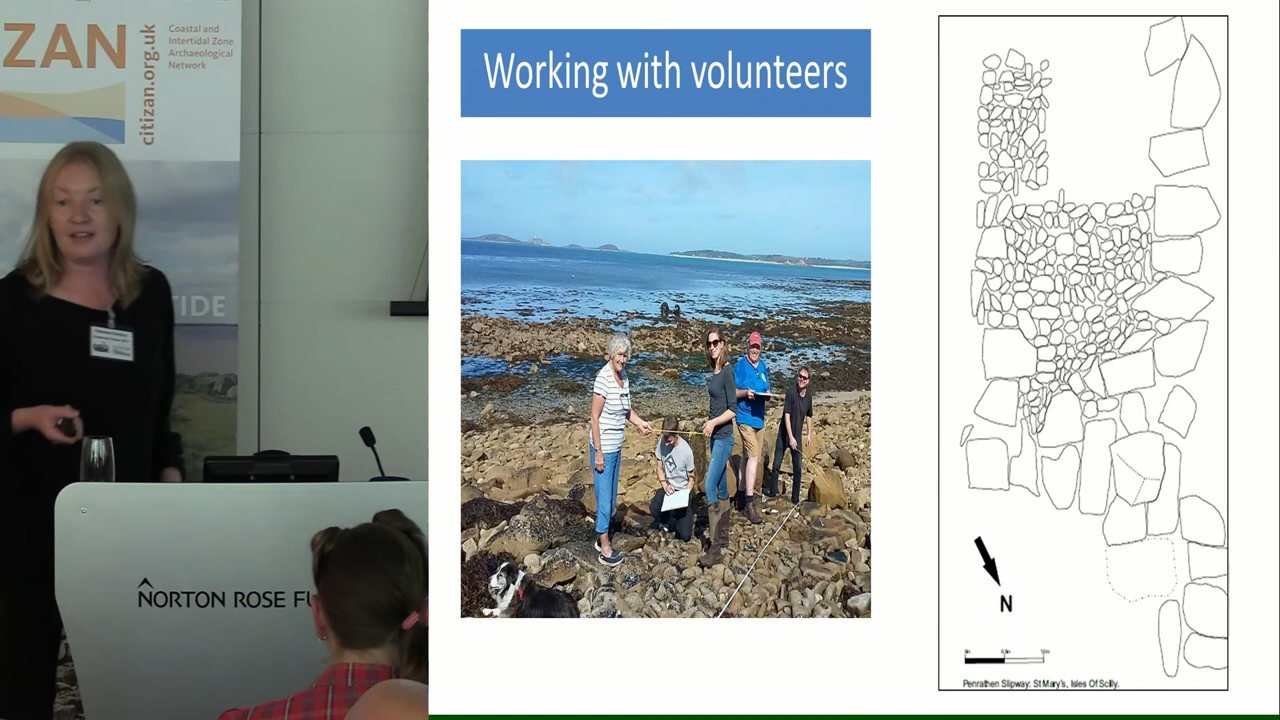 ZAN
citizan.org.uk
Coastal and
Intertidal Zone
Archaeological
Network
TIDE
NORTON ROSE FU
Working with volunteers
N
Penrathen Slipway: St Mary's, Isles Of Scilly.